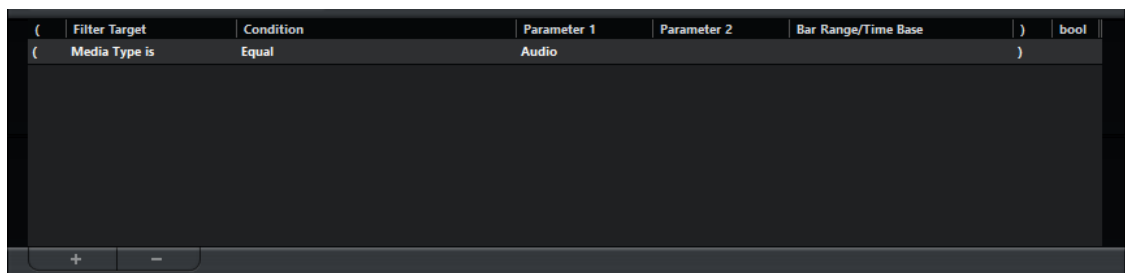 ( Filter Target Condition Parameter 1 Parameter 2 Bar Range/Time Base ) bool
( Media Type is Equal Audio )
+ −